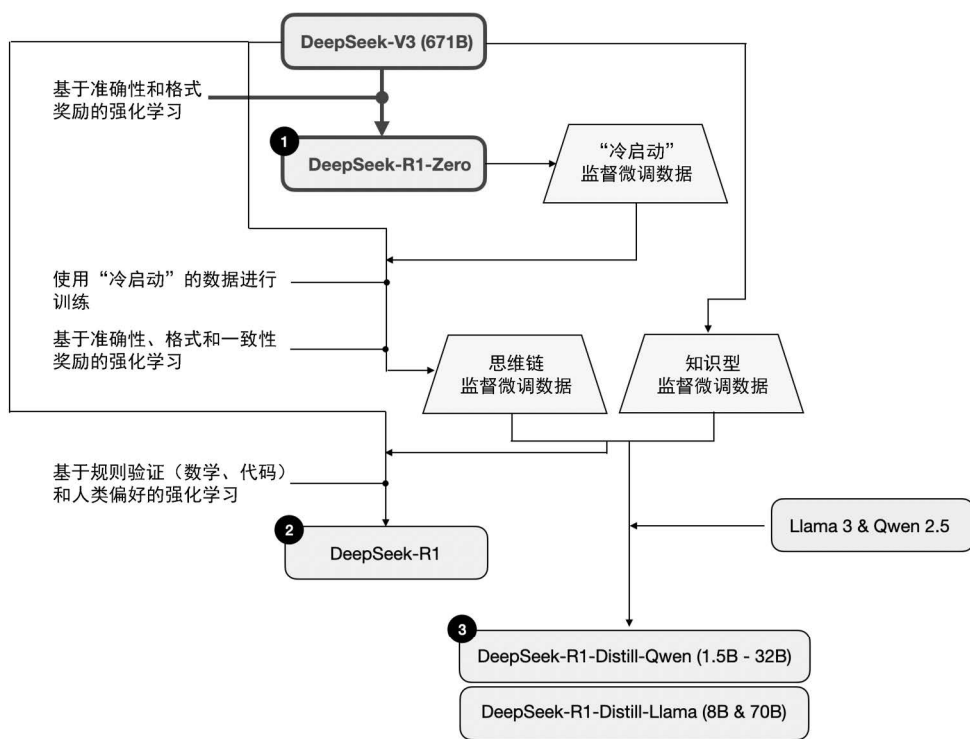 DeepSeek-V3 (671B)
基于准确性和格式
奖励的强化学习
1
DeepSeek-R1-Zero
“冷启动”
监督微调数据
使用“冷启动”的数据进行
训练
基于准确性、格式和一致性
奖励的强化学习
思维链
监督微调数据
知识型
监督微调数据
基于规则验证（数学、代码）
和人类偏好的强化学习
2
DeepSeek-R1
Llama 3 & Qwen 2.5
3
DeepSeek-R1-Distill-Qwen (1.5B - 32B)
DeepSeek-R1-Distill-Llama (8B & 70B)